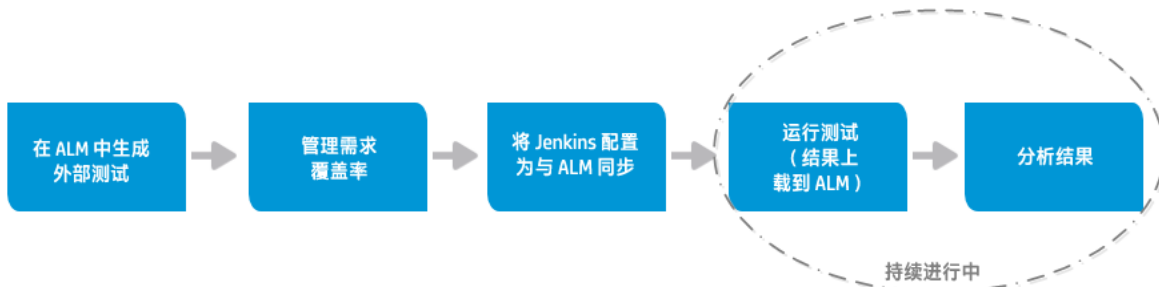 在 ALM 中生成
外部测试
管理需求
覆盖率
将 Jenkins 配置
为与 ALM 同步
运行测试
（结果上
载到 ALM）
分析结果
持续进行中